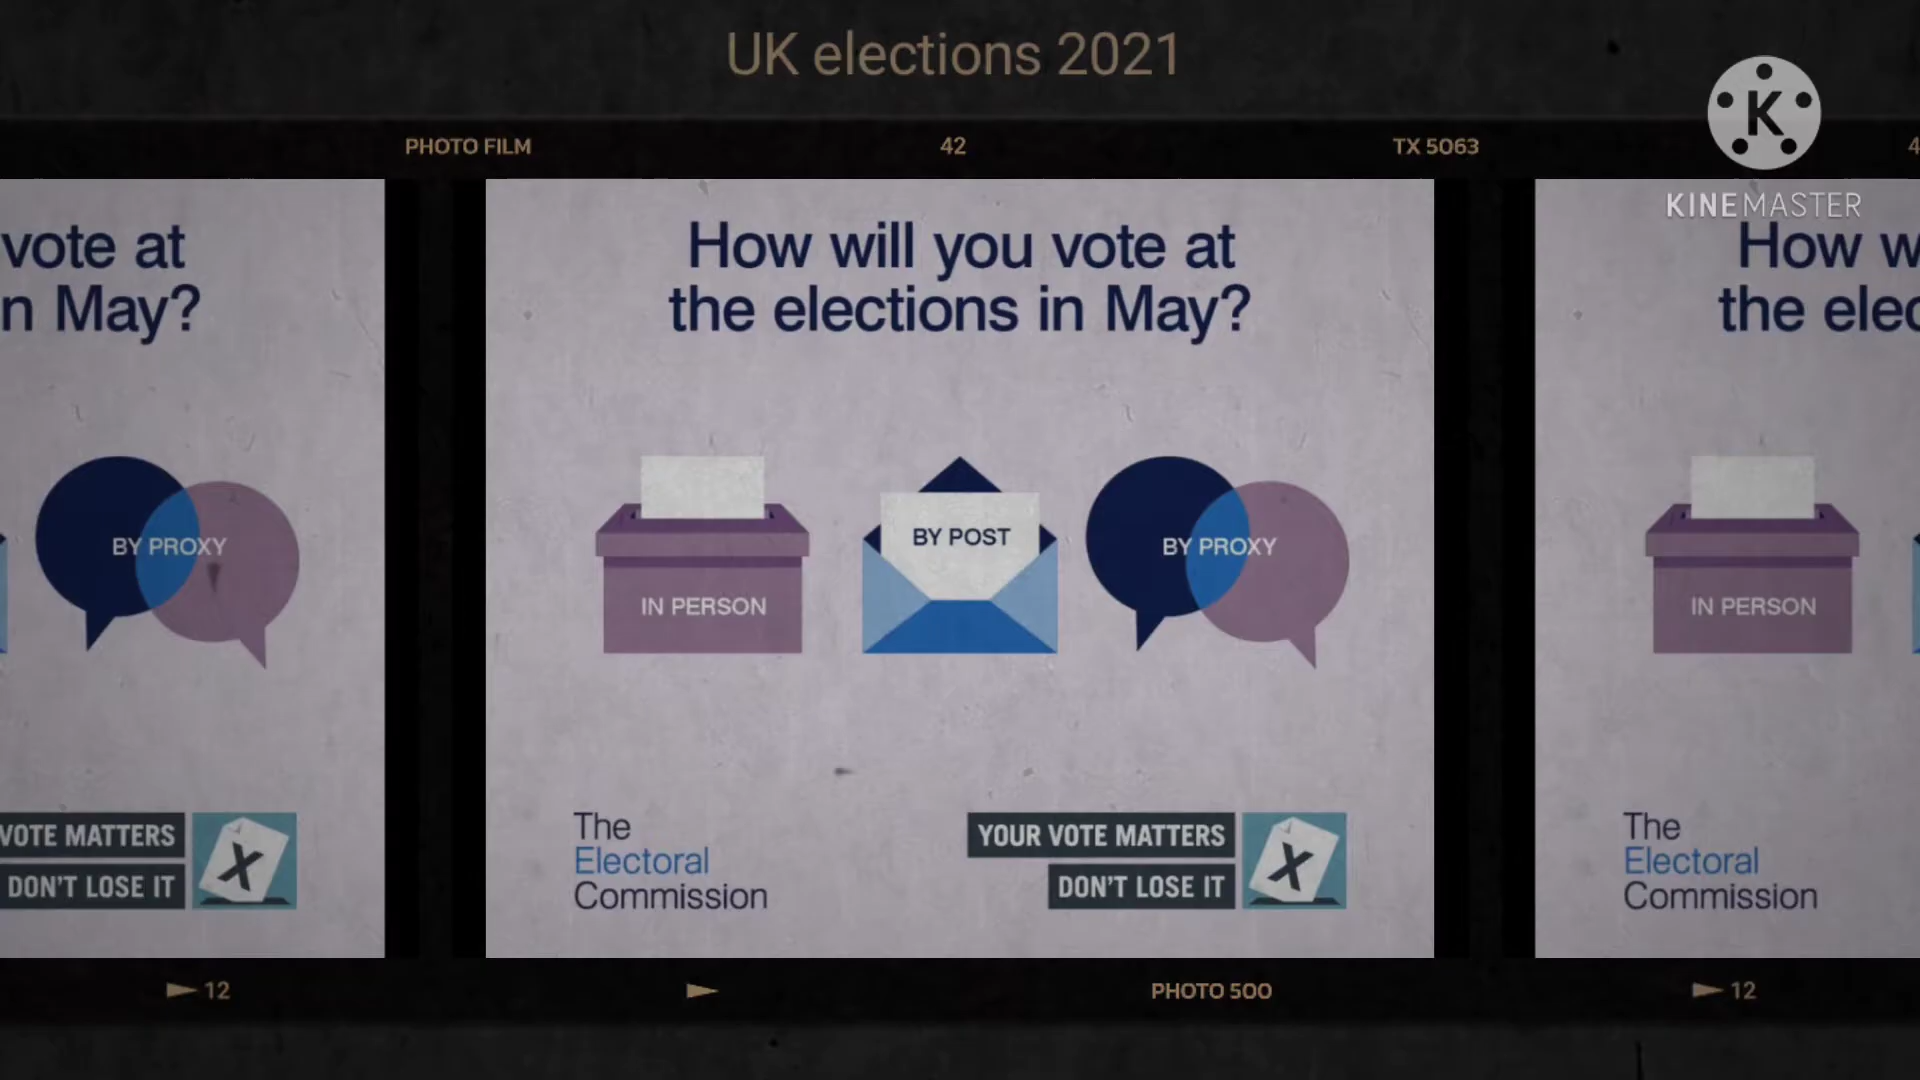 UK elections 2021
K
KINEMASTER
PHOTO FILM
42
TX 5063
4
vote at
n May?
BY PROXY
VOTE MATTERS
DON'T LOSE IT
X
How will you vote at
the elections in May?
IN PERSON
BY POST
BY PROXY
The
Electoral
Commission
YOUR VOTE MATTERS
DON'T LOSE IT
X
How w
the elec
IN PERSON
The
Electoral
Commission
12
PHOTO 500
12